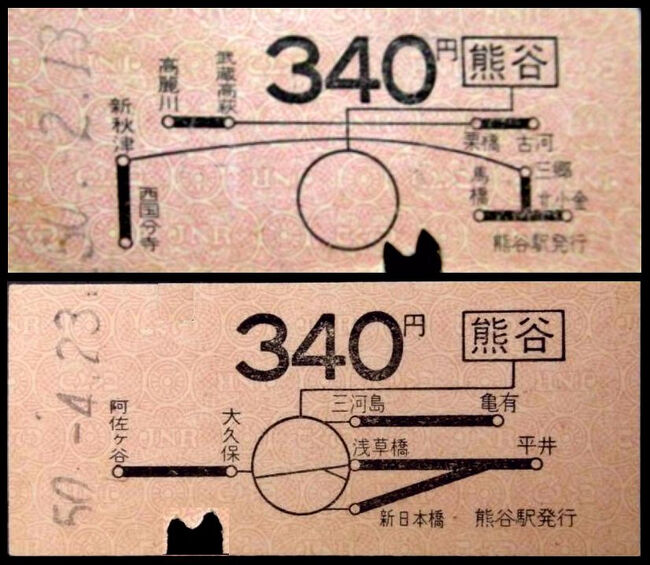 50.-2.13
340円
熊谷
高麗川
武蔵高萩
新秋津
西国分寺
栗橋
古河
馬橋
三郷
北小金
熊谷駅発行
50.-4.23
340円
熊谷
三河島
亀有
阿佐ヶ谷
大久保
浅草橋
平井
新日本橋
熊谷駅発行